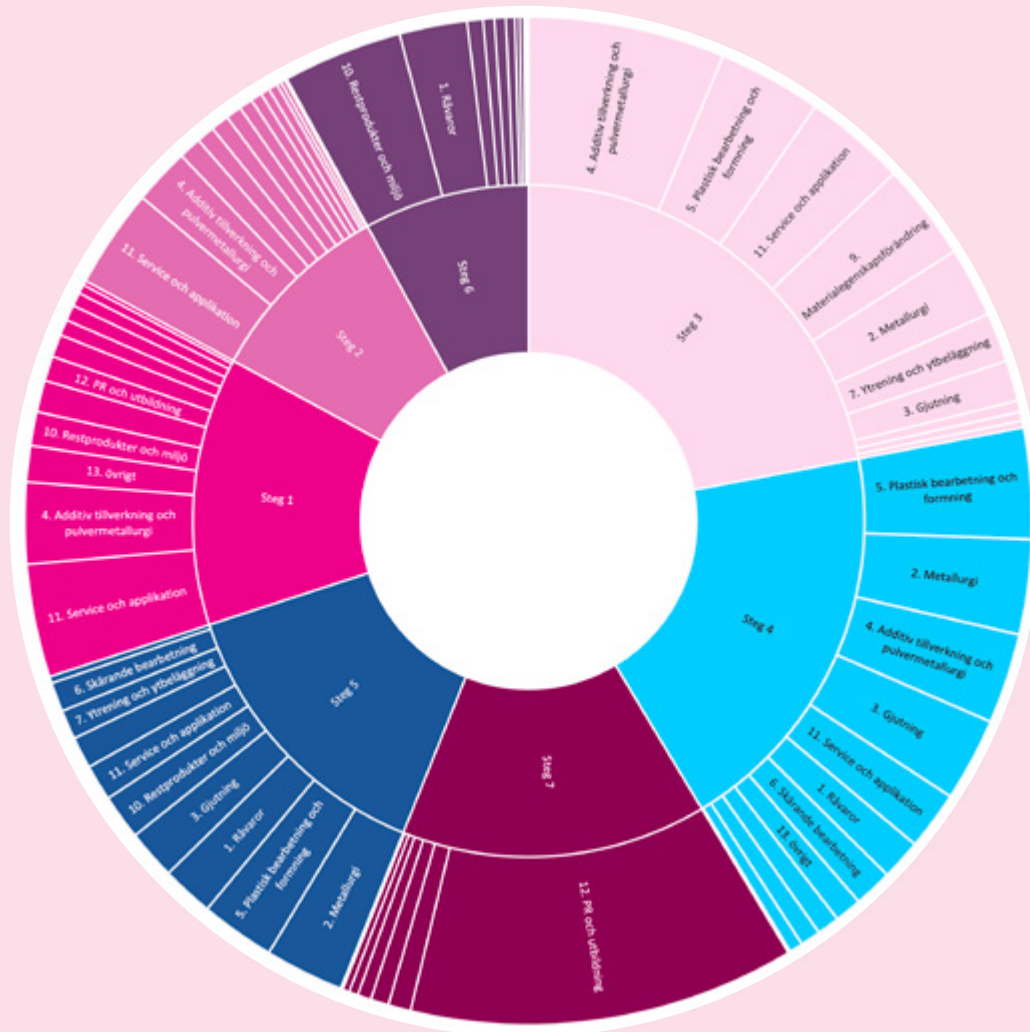 4. Additiv tillverkning och
pulvermetallurgi
5. Plastisk bearbetning och
formning
11. Service och applikation
9.
Materialegenskapsförändring
2. Metallurgi
7. Ytrening och ytbeläggning
3. Gjutning
Steg 3
5. Plastisk bearbetning och
formning
2. Metallurgi
4. Additiv tillverkning och
pulvermetallurgi
3. Gjutning
11. Service och applikation
1. Råvaror
6. Skärande bearbetning
13. övrigt
Steg 4
12. PR och utbildning
Steg 7
2. Metallurgi
5. Plastisk bearbetning och
formning
1. Råvaror
3. Gjutning
10. Restprodukter och miljö
11. Service och applikation
7. Ytrening och ytbeläggning
6. Skärande bearbetning
Steg 5
11. Service och applikation
4. Additiv tillverkning och
pulvermetallurgi
13. övrigt
10. Restprodukter och miljö
12. PR och utbildning
Steg 1
11. Service och applikation
4. Additiv tillverkning och
pulvermetallurgi
Steg 2
10. Restprodukter och miljö
1. Råvaror
Steg 6